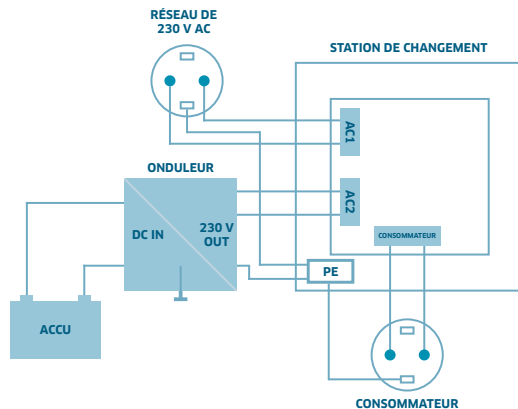 RÉSEAU DE
230 V AC
STATION DE CHANGEMENT
AC1
ONDULEUR
AC2
DC IN
230 V
OUT
CONSOMMATEUR
PE
ACCU
CONSOMMATEUR